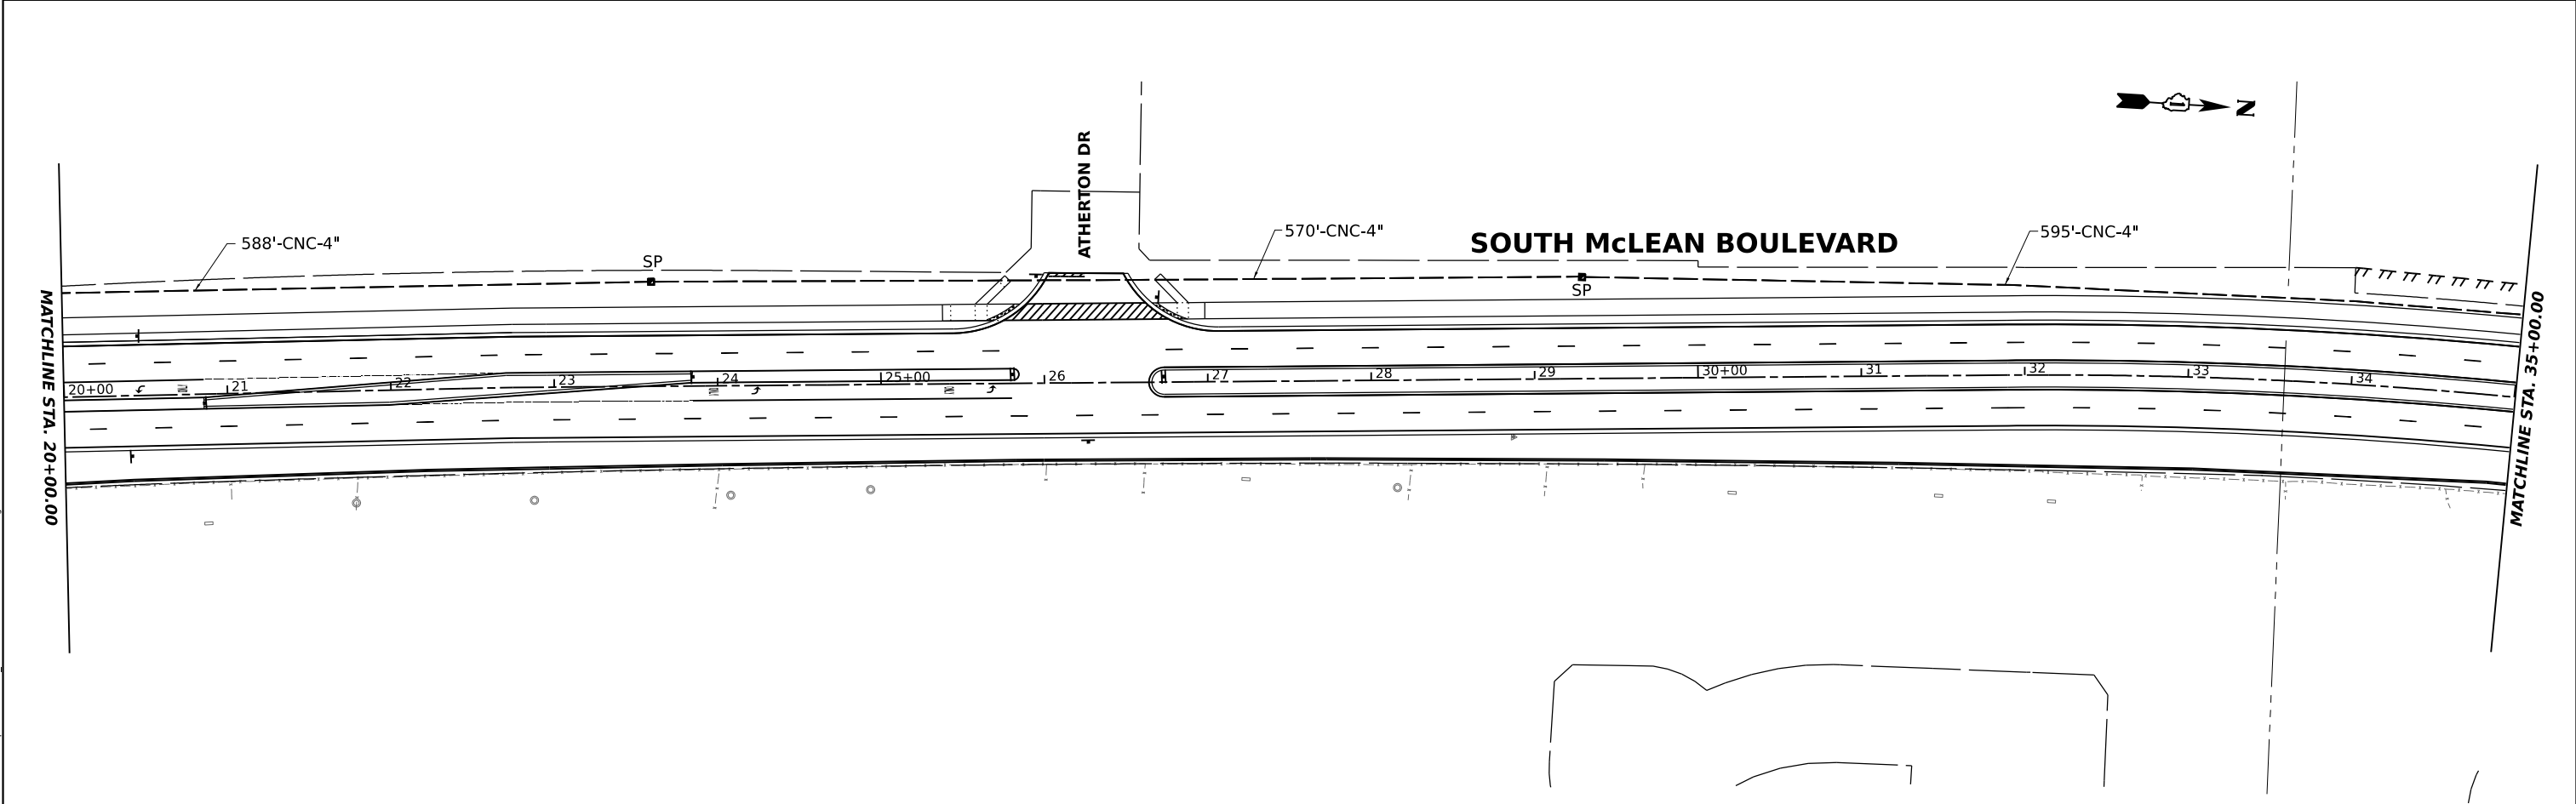 N
ATHERTON DR
588'-CNC-4"
570'-CNC-4"
SOUTH McLEAN BOULEVARD
595'-CNC-4"
SP
SP
MATCHLINE STA. 20+00.00
MATCHLINE STA. 35+00.00
20+00 21 22 23 24 25+00 26 27 28 29 30+00 31 32 33 34